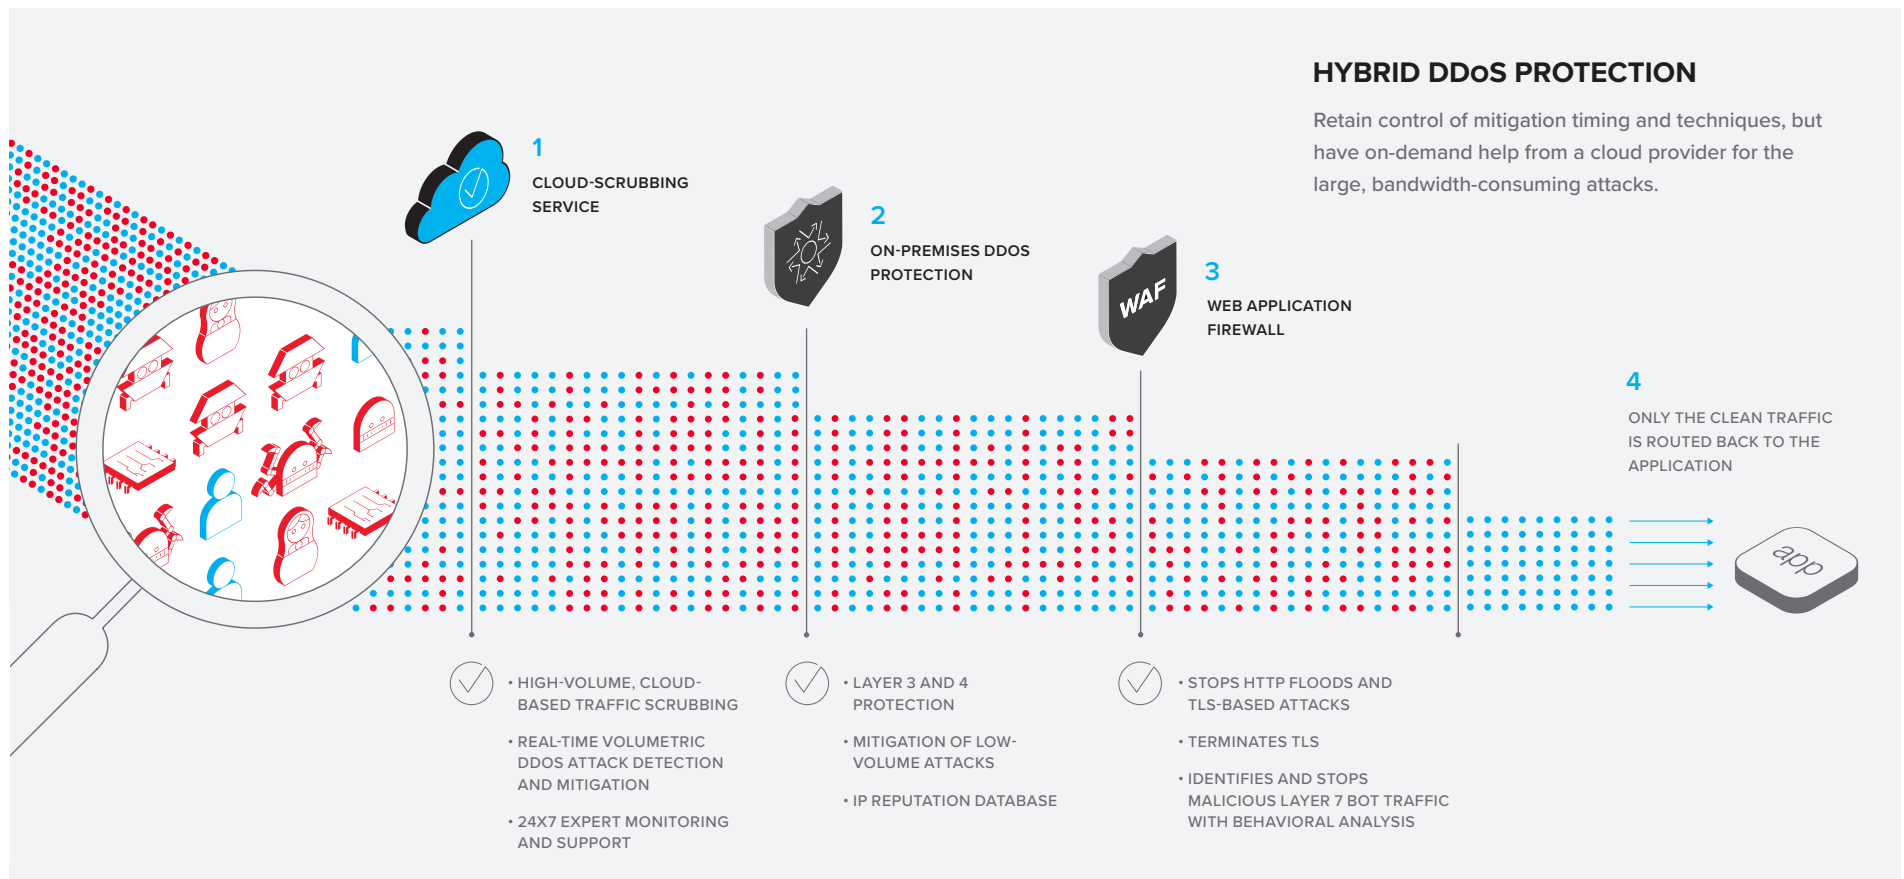 HYBRID DDoS PROTECTION
Retain control of mitigation timing and techniques, but
have on-demand help from a cloud provider for the
large, bandwidth-consuming attacks.
1
CLOUD-SCRUBBING
SERVICE
2
ON-PREMISES DDOS
PROTECTION
WAF
3
WEB APPLICATION
FIREWALL
4
ONLY THE CLEAN TRAFFIC
IS ROUTED BACK TO THE
APPLICATION
app
• HIGH-VOLUME, CLOUD-
BASED TRAFFIC SCRUBBING
• REAL-TIME VOLUMETRIC
DDOS ATTACK DETECTION
AND MITIGATION
• 24X7 EXPERT MONITORING
AND SUPPORT
• LAYER 3 AND 4
PROTECTION
• MITIGATION OF LOW-
VOLUME ATTACKS
• IP REPUTATION DATABASE
• STOPS HTTP FLOODS AND
TLS-BASED ATTACKS
• TERMINATES TLS
• IDENTIFIES AND STOPS
MALICIOUS LAYER 7 BOT TRAFFIC
WITH BEHAVIORAL ANALYSIS